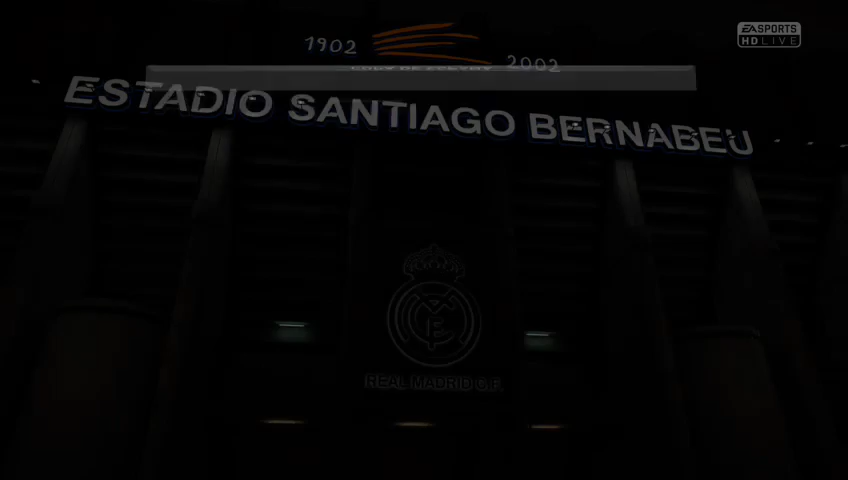 1902
2002
EA SPORTS
HD LIVE
ESTADIO SANTIAGO BERNABEU
REAL MADRID C.F.